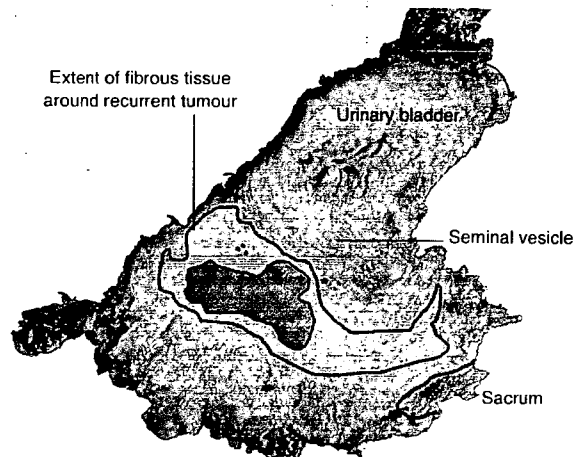 Extent of fibrous tissue
around recurrent tumour
Urinary bladder
Seminal vesicle
Sacrum